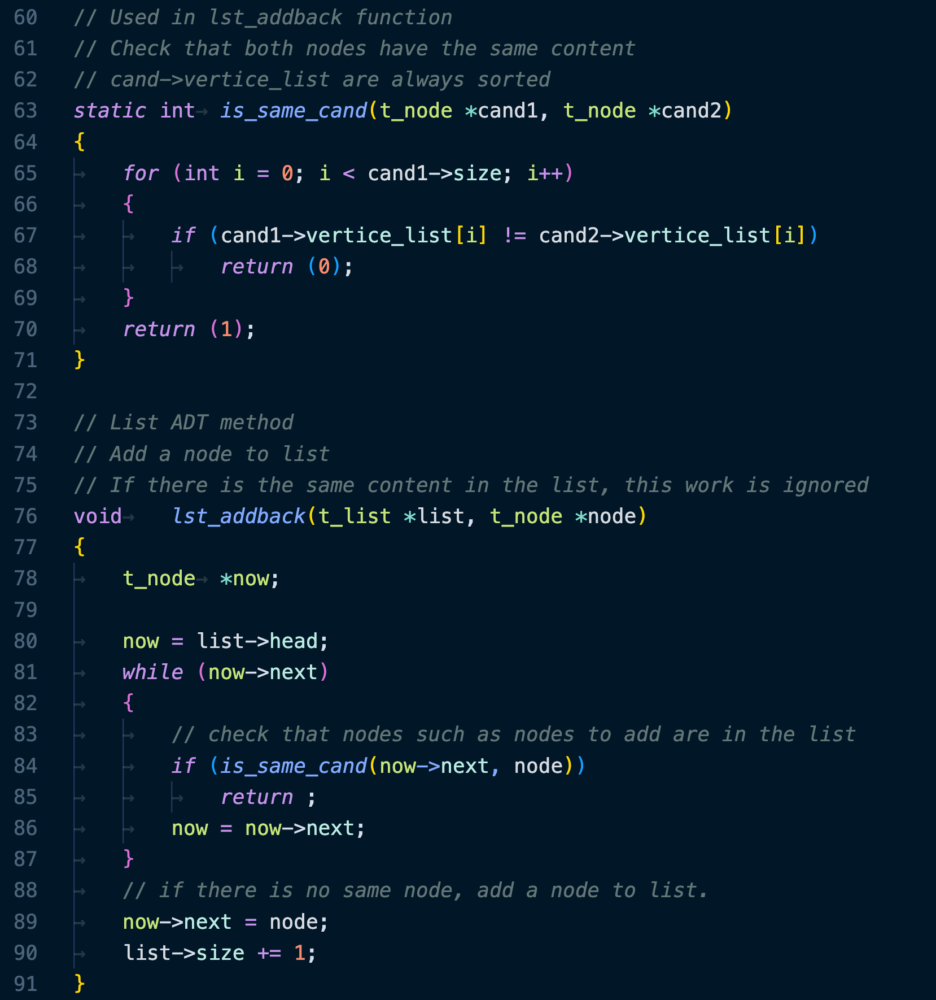 60 // Used in lst_addback function
61 // Check that both nodes have the same content
62 // cand->vertice_list are always sorted
63 static int is_same_cand(t_node *cand1, t_node *cand2)
64 {
65 for (int i = 0; i < cand1->size; i++)
66 {
67 if (cand1->vertice_list[i] != cand2->vertice_list[i])
68 return (0);
69 }
70 return (1);
71 }
72
73 // List ADT method
74 // Add a node to list
75 // If there is the same content in the list, this work is ignored
76 void lst_addback(t_list *list, t_node *node)
77 {
78 t_node *now;
79
80 now = list->head;
81 while (now->next)
82 {
83 // check that nodes such as nodes to add are in the list
84 if (is_same_cand(now->next, node))
85 return ;
86 now = now->next;
87 }
88 // if there is no same node, add a node to list.
89 now->next = node;
90 list->size += 1;
91 }